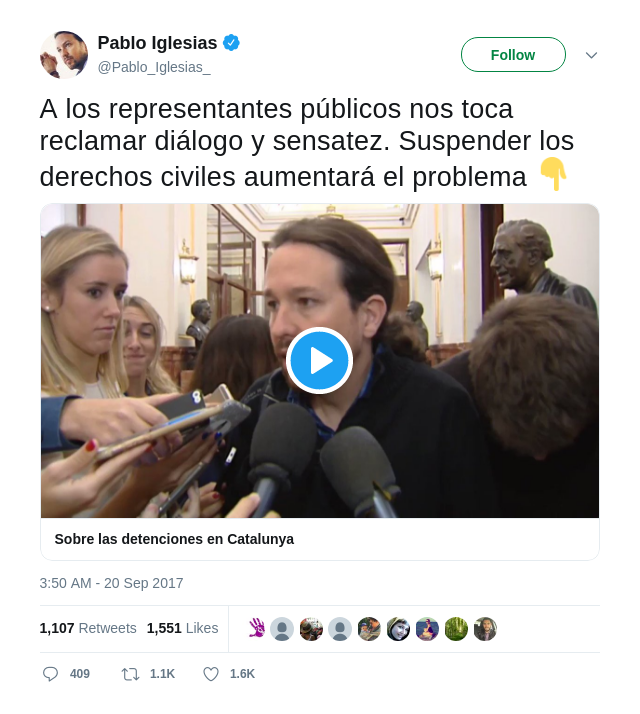 Pablo Iglesias
@Pablo_Iglesias_
Follow
A los representantes públicos nos toca
reclamar diálogo y sensatez. Suspender los
derechos civiles aumentará el problema 👇
Sobre las detenciones en Catalunya
3:50 AM - 20 Sep 2017
1,107 Retweets 1,551 Likes
409 1.1K 1.6K